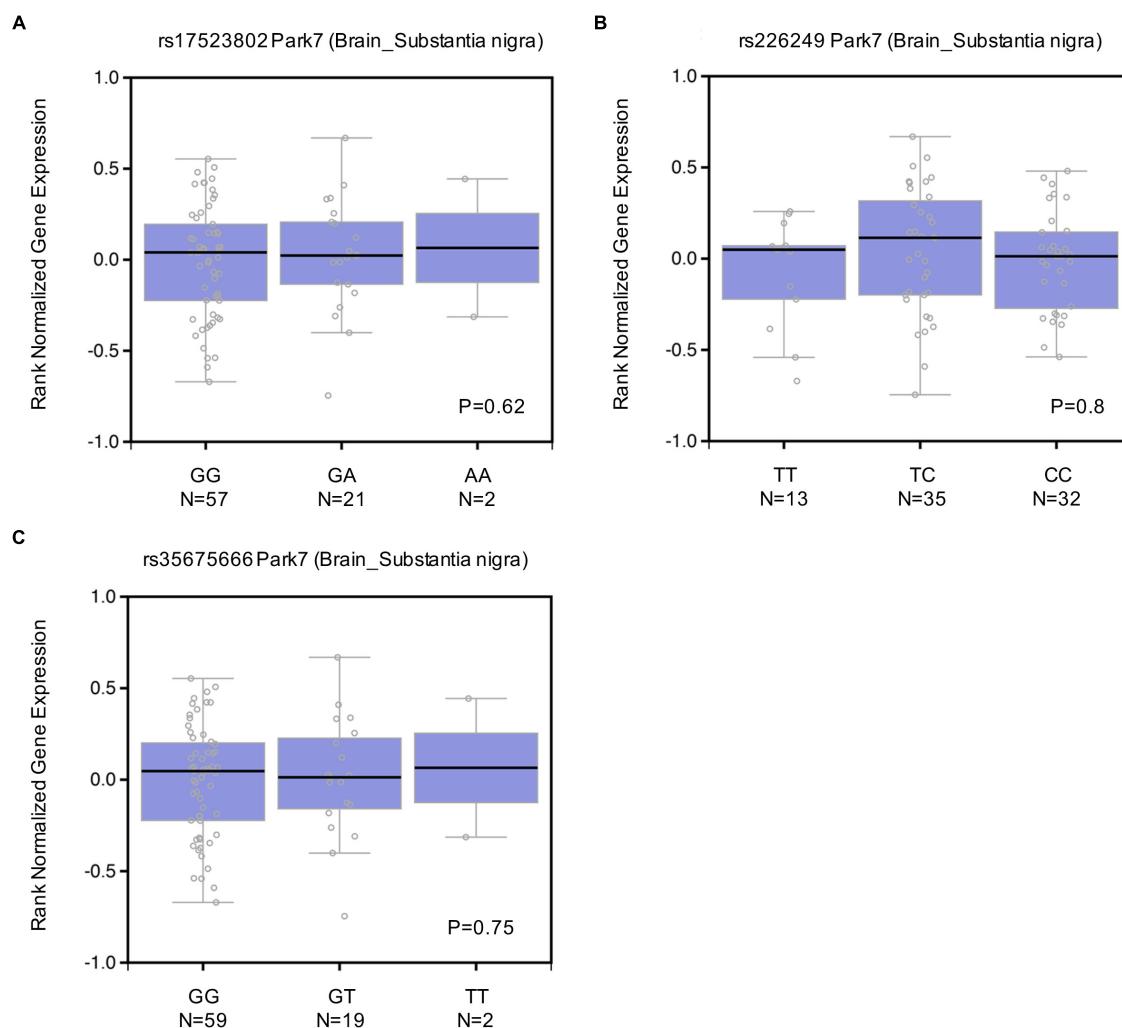 A
rs17523802 Park7 (Brain_Substantia nigra)
Rank Normalized Gene Expression
1.0
0.5
0.0
-0.5
-1.0
P=0.62
GG GA AA
N=57 N=21 N=2
B
rs226249 Park7 (Brain_Substantia nigra)
Rank Normalized Gene Expression
1.0
0.5
0.0
-0.5
-1.0
P=0.8
TT TC CC
N=13 N=35 N=32
C
rs35675666 Park7 (Brain_Substantia nigra)
Rank Normalized Gene Expression
1.0
0.5
0.0
-0.5
-1.0
P=0.75
GG GT TT
N=59 N=19 N=2